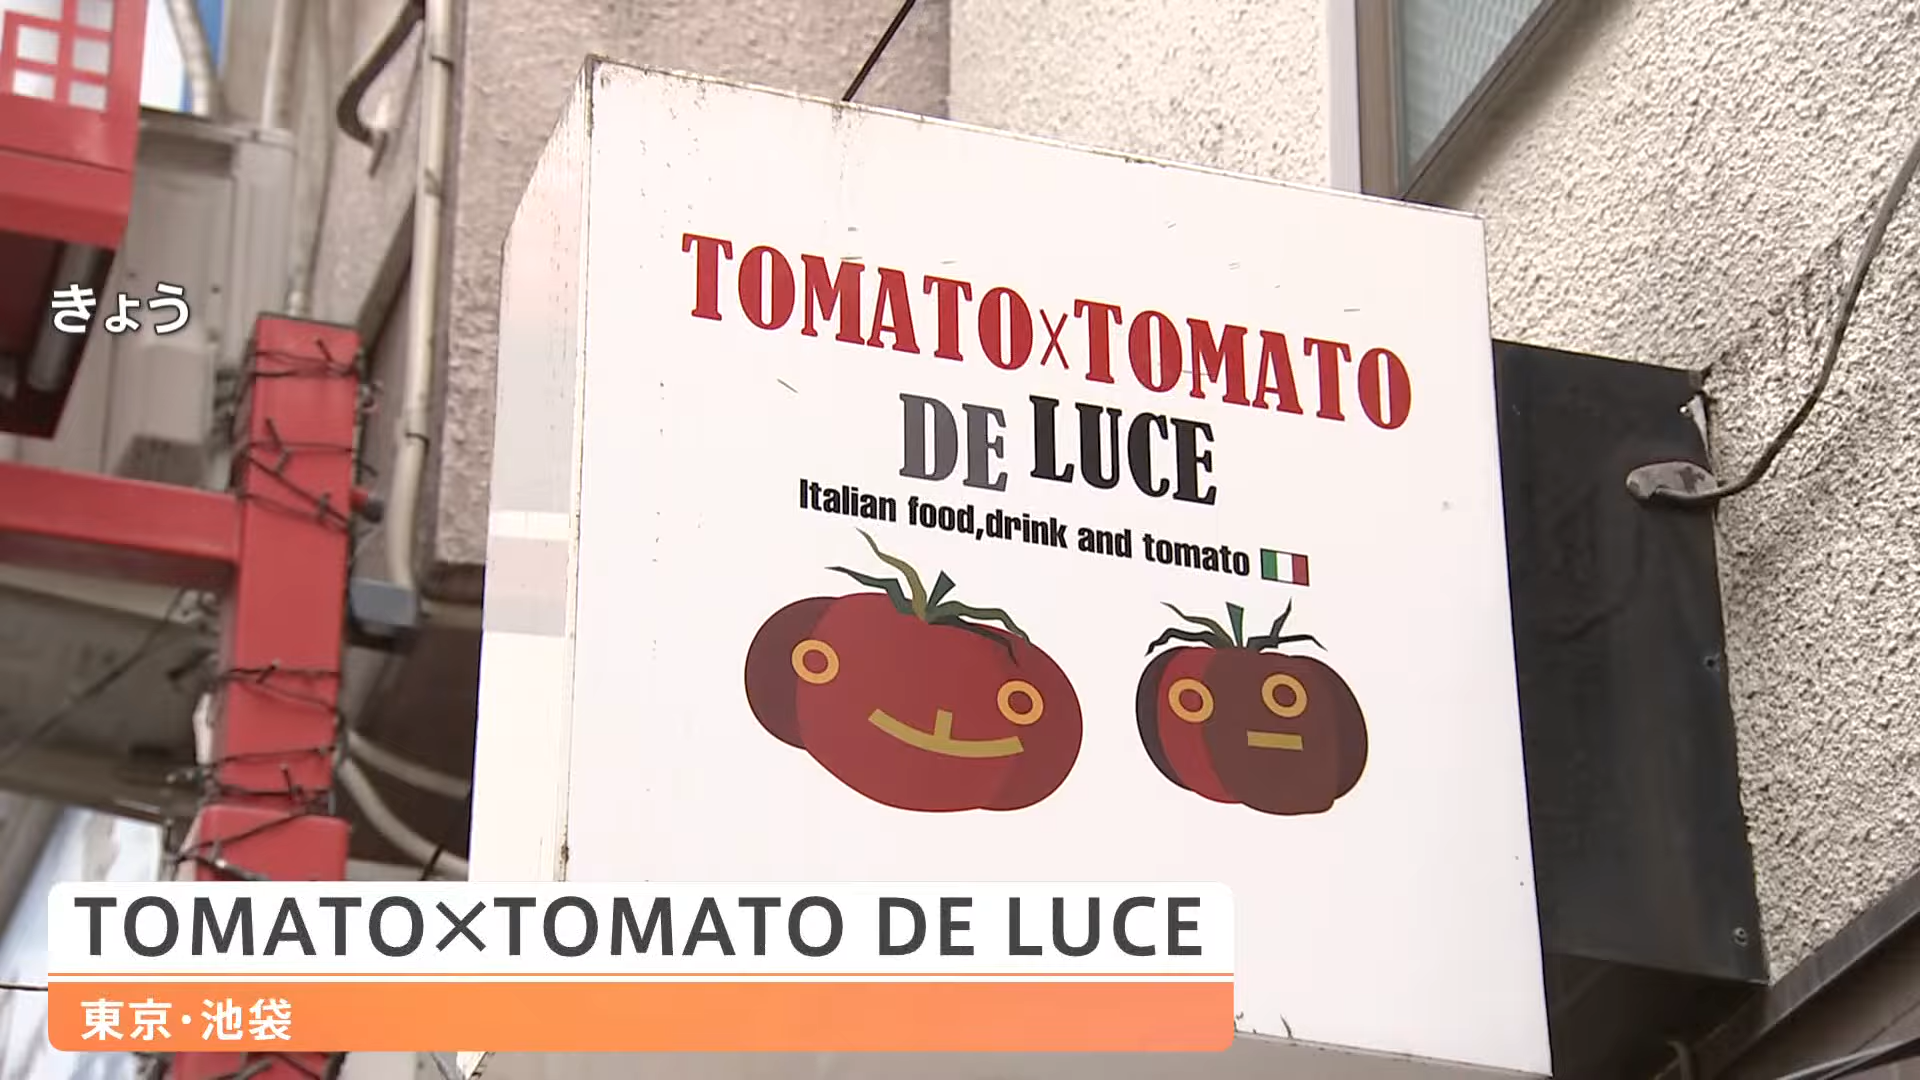 きょう
TOMATO×TOMATO
DE LUCE
Italian food,drink and tomato
TOMATO×TOMATO DE LUCE
東京・池袋